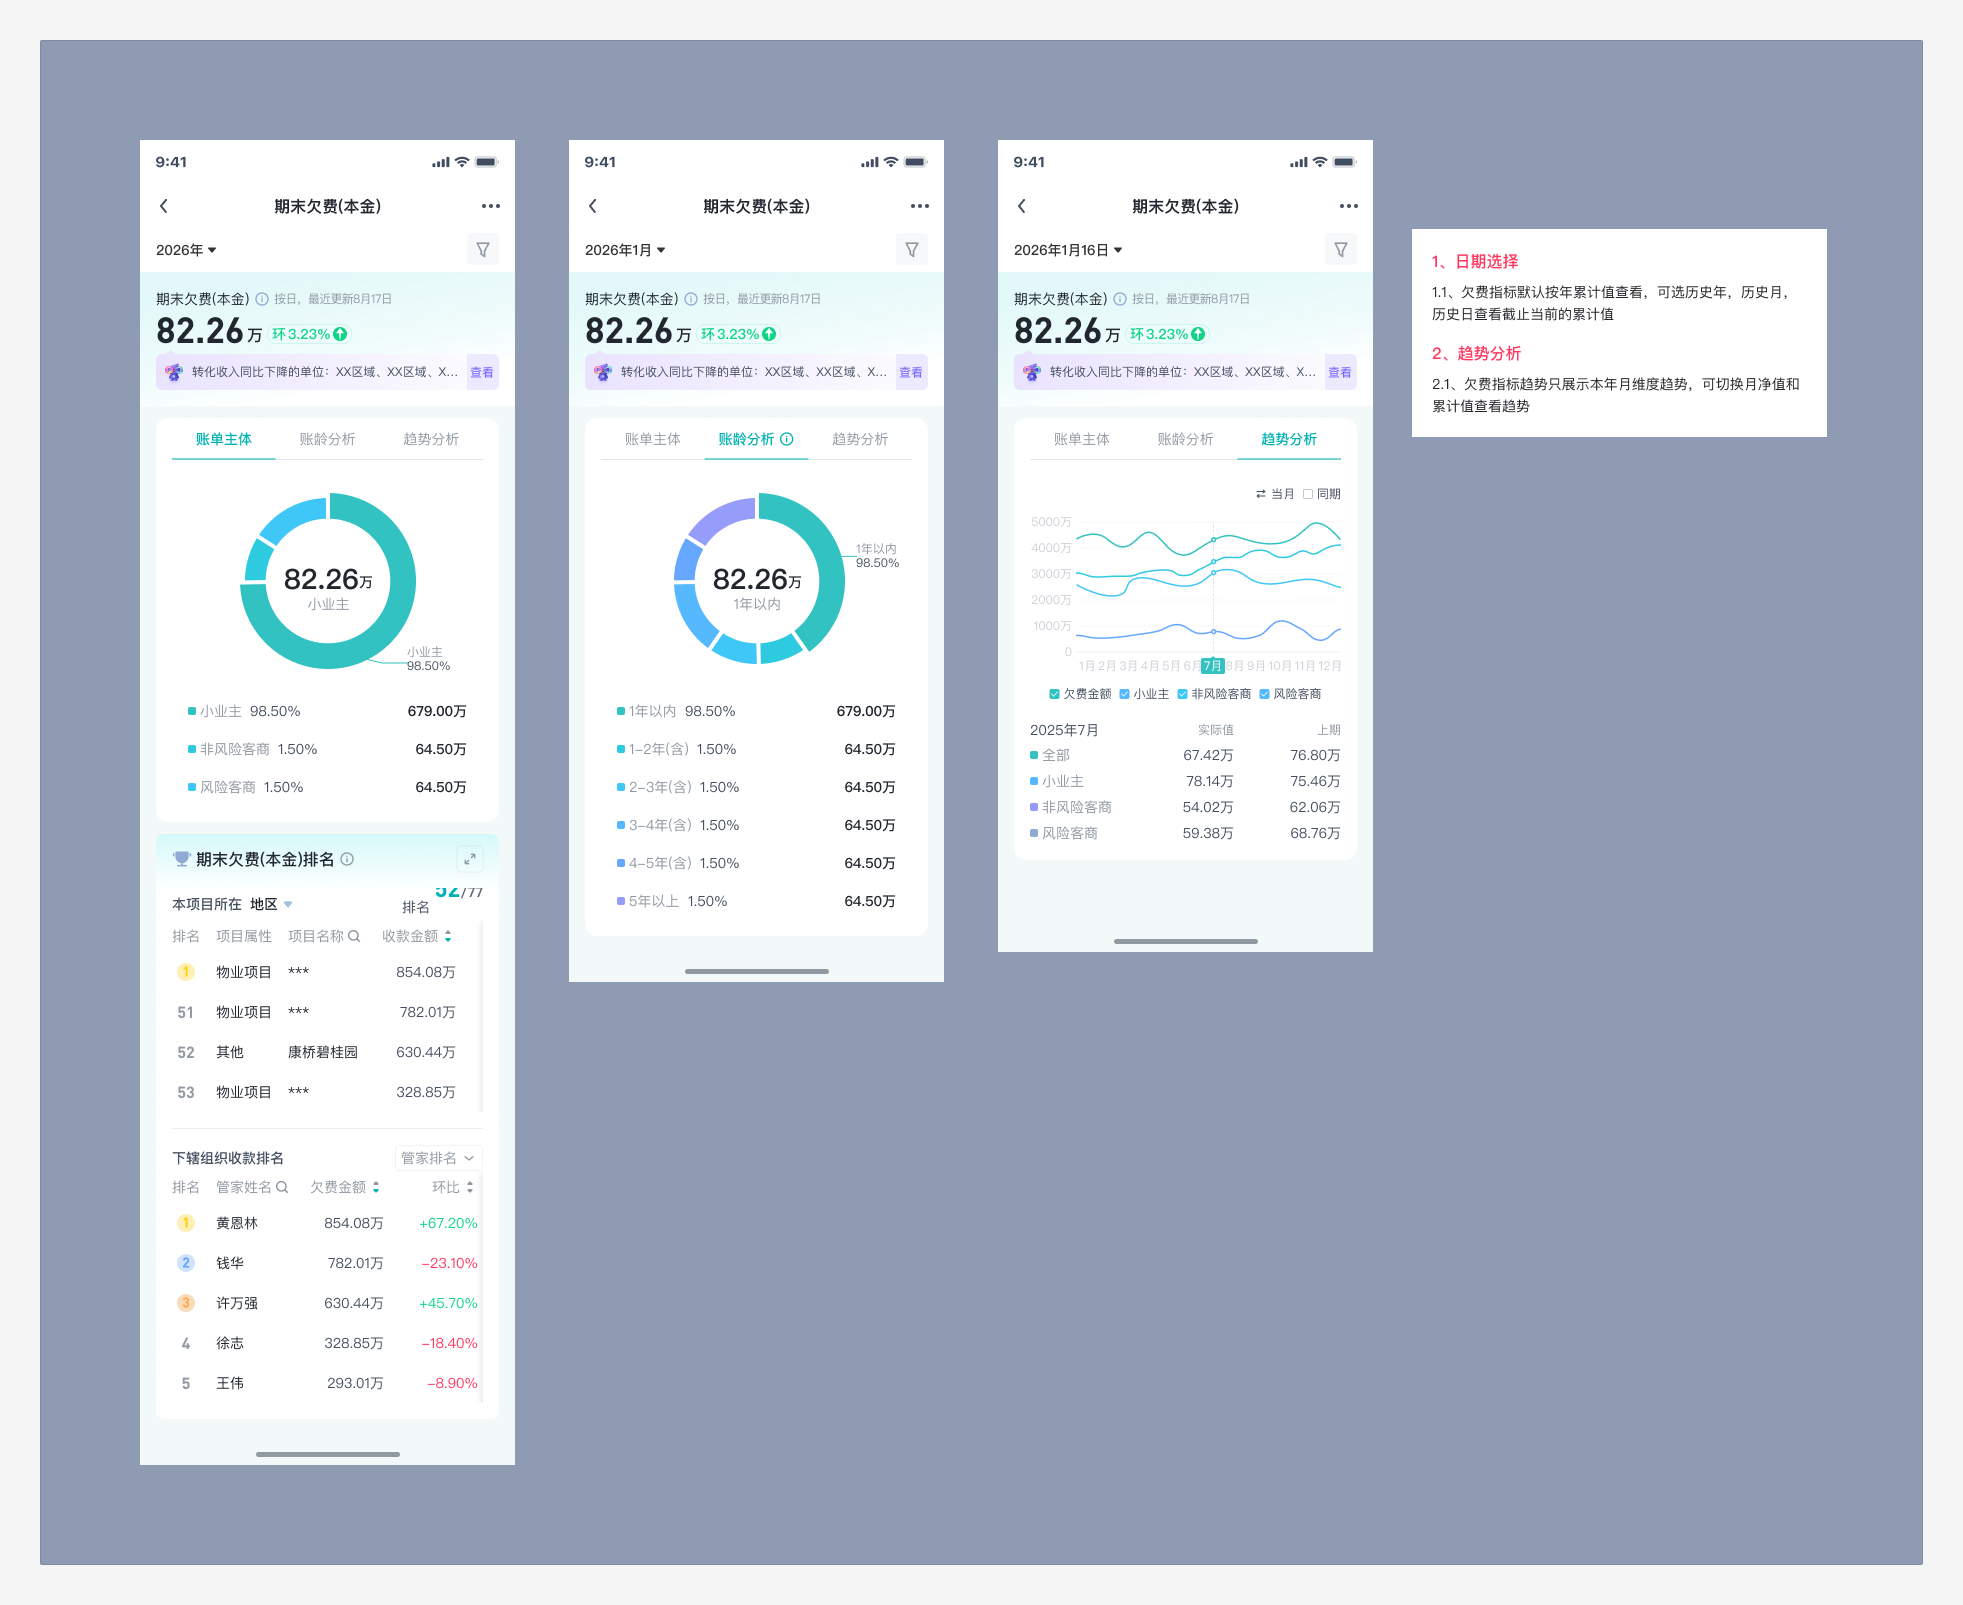 9:41
期末欠费(本金)
2026年
期末欠费(本金) 按日，最近更新8月17日
82.26 万 环3.23%
转化收入同比下降的单位：XX区域、XX区域、X... 查看
账单主体 账龄分析 趋势分析
82.26万
小业主
小业主
98.50%
小业主 98.50% 679.00万
非风险客商 1.50% 64.50万
风险客商 1.50% 64.50万
期末欠费(本金)排名
本项目所在 地区 排名 52/77
排名 项目属性 项目名称 收款金额
1 物业项目 *** 854.08万
51 物业项目 *** 782.01万
52 其他 康桥碧桂园 630.44万
53 物业项目 *** 328.85万
下辖组织收款排名 管家排名
排名 管家姓名 欠费金额 环比
1 黄恩林 854.08万 +67.20%
2 钱华 782.01万 -23.10%
3 许万强 630.44万 +45.70%
4 徐志 328.85万 -18.40%
5 王伟 293.01万 -8.90%
9:41
期末欠费(本金)
2026年1月
期末欠费(本金) 按日，最近更新8月17日
82.26 万 环3.23%
转化收入同比下降的单位：XX区域、XX区域、X... 查看
账单主体 账龄分析 趋势分析
1年以内
98.50%
82.26万
1年以内
1年以内 98.50% 679.00万
1-2年(含) 1.50% 64.50万
2-3年(含) 1.50% 64.50万
3-4年(含) 1.50% 64.50万
4-5年(含) 1.50% 64.50万
5年以上 1.50% 64.50万
9:41
期末欠费(本金)
2026年1月16日
期末欠费(本金) 按日，最近更新8月17日
82.26 万 环3.23%
转化收入同比下降的单位：XX区域、XX区域、X... 查看
账单主体 账龄分析 趋势分析
当月 同期
5000万
4000万
3000万
2000万
1000万
0
1月 2月 3月 4月 5月 6月 7月 8月 9月 10月 11月 12月
欠费金额 小业主 非风险客商 风险客商
2025年7月 实际值 上期
全部 67.42万 76.80万
小业主 78.14万 75.46万
非风险客商 54.02万 62.06万
风险客商 59.38万 68.76万
1、日期选择
1.1、欠费指标默认按年累计值查看，可选历史年，历史月，
历史日查看截止当前的累计值
2、趋势分析
2.1、欠费指标趋势只展示本年月维度趋势，可切换月净值和
累计值查看趋势